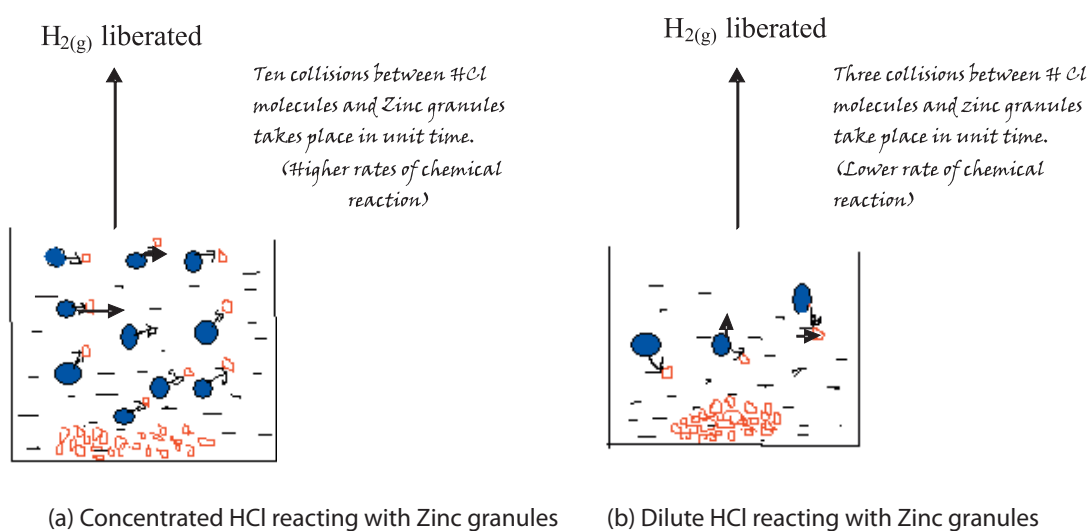 H2(g) liberated
Ten collisions between HCl
molecules and Zinc granules
takes place in unit time.
(Higher rates of chemical
reaction)
(a) Concentrated HCl reacting with Zinc granules
H2(g) liberated
Three collisions between H Cl
molecules and zinc granules
take place in unit time.
(Lower rate of chemical
reaction)
(b) Dilute HCl reacting with Zinc granules